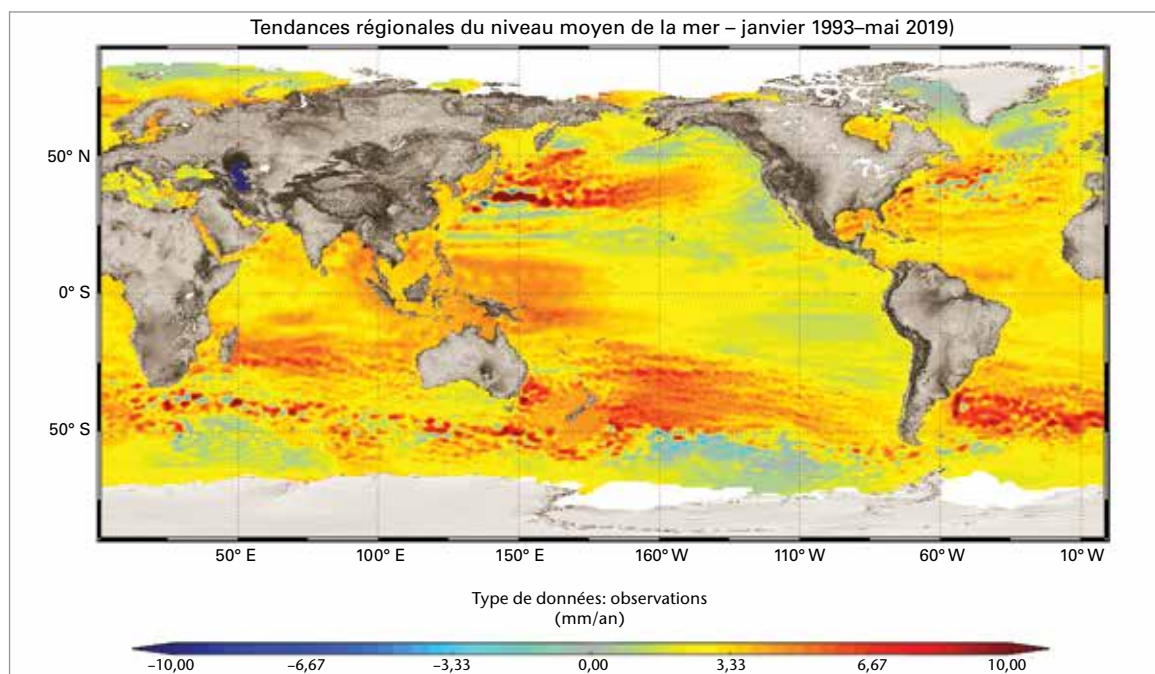 Tendances régionales du niveau moyen de la mer – janvier 1993–mai 2019)
50° N
0° S
50° S
50° E 100° E 150° E 160° W 110° W 60° W 10° W
Type de données: observations
(mm/an)
–10,00 –6,67 –3,33 0,00 3,33 6,67 10,00